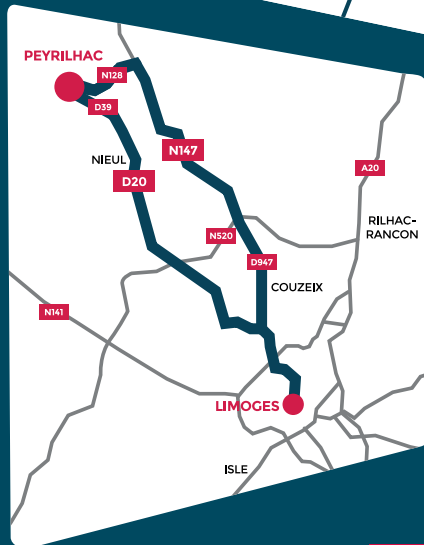 PEYRILHAC
N128
D39
N147
NIEUL
A20
D20
RILHAC-
RANCON
N520
D947
COUZEIX
N141
LIMOGES
ISLE